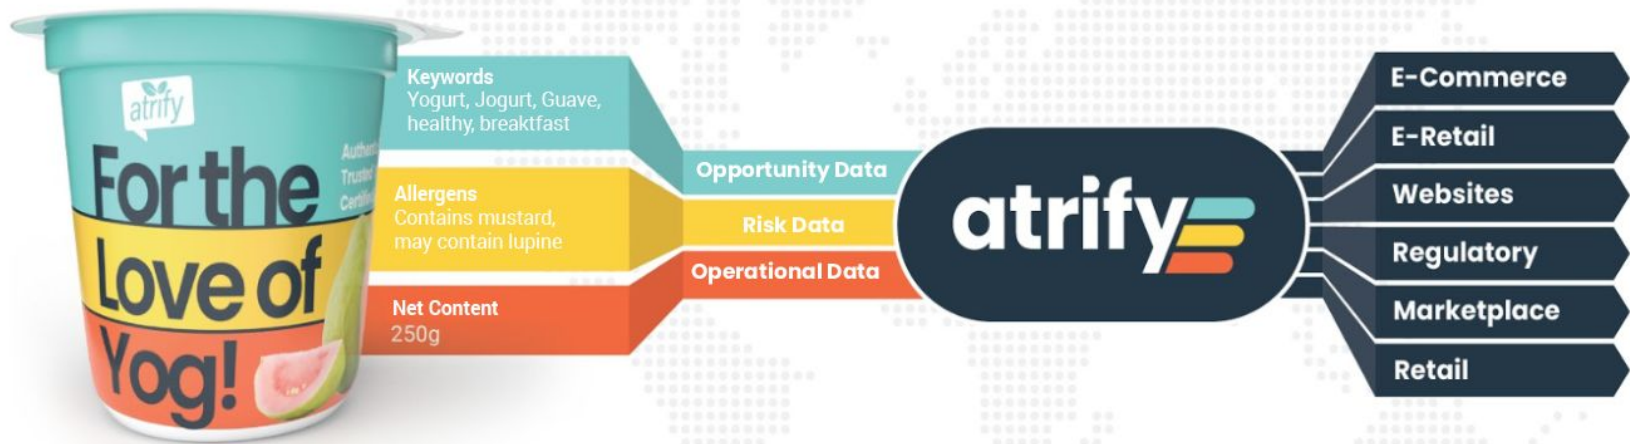 atrify
For the
Love of
Yog!
Keywords
Yogurt, Jogurt, Guave,
healthy, breaktfast
Allergens
Contains mustard,
may contain lupine
Net Content
250g
Opportunity Data
Risk Data
Operational Data
atrify
E-Commerce
E-Retail
Websites
Regulatory
Marketplace
Retail